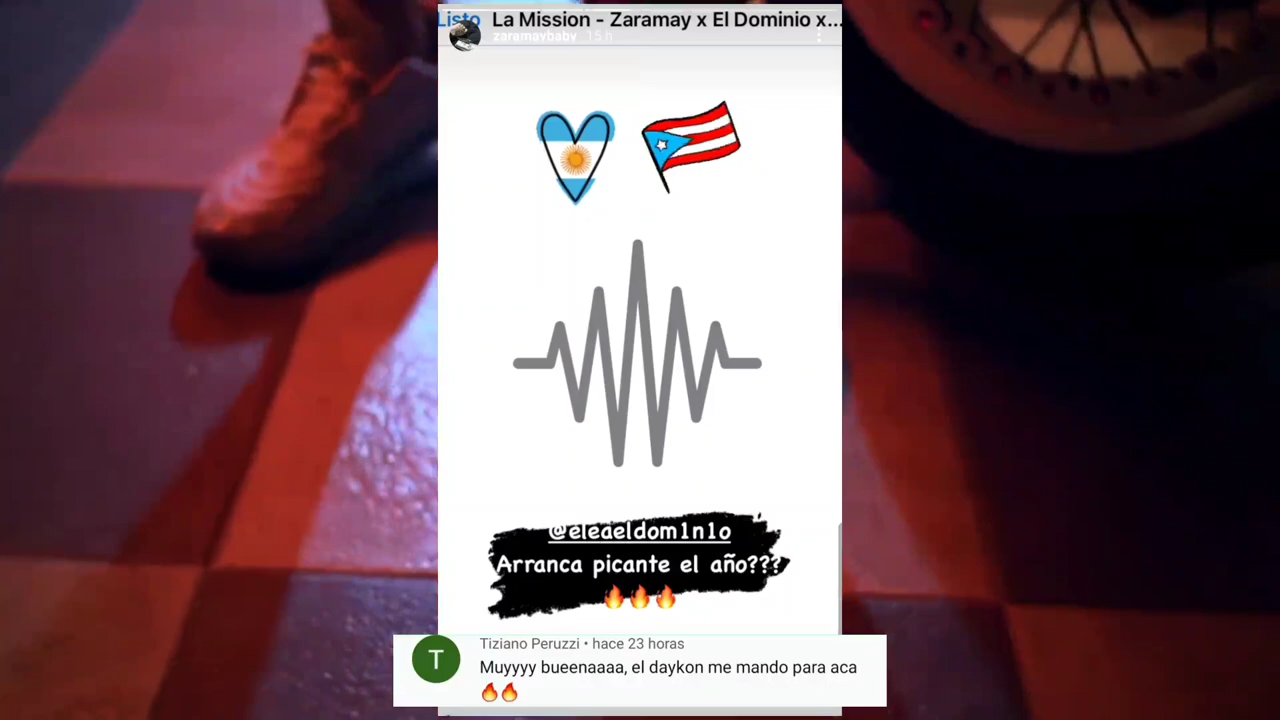 Listo La Mission - Zaramay x El Dominio x...
zaramaybaby 15 h
@eleaeldom1n1o
Arranca picante el año???
🔥🔥🔥
T
Tiziano Peruzzi • hace 23 horas
Muyyyy bueenaaaa, el daykon me mando para aca
🔥🔥